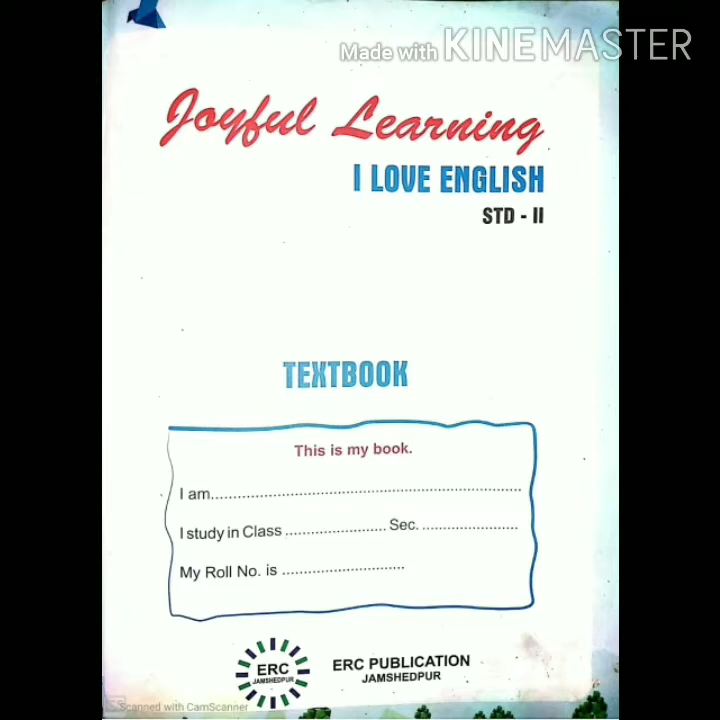 Made with KINEMASTER
Joyful Learning
I LOVE ENGLISH
STD - II
TEXTBOOK
This is my book.
I am..............................................................................
I study in Class ......................... Sec. ........................
My Roll No. is ...............................
ERC
JAMSHEDPUR
ERC PUBLICATION
JAMSHEDPUR
CS Scanned with CamScanner